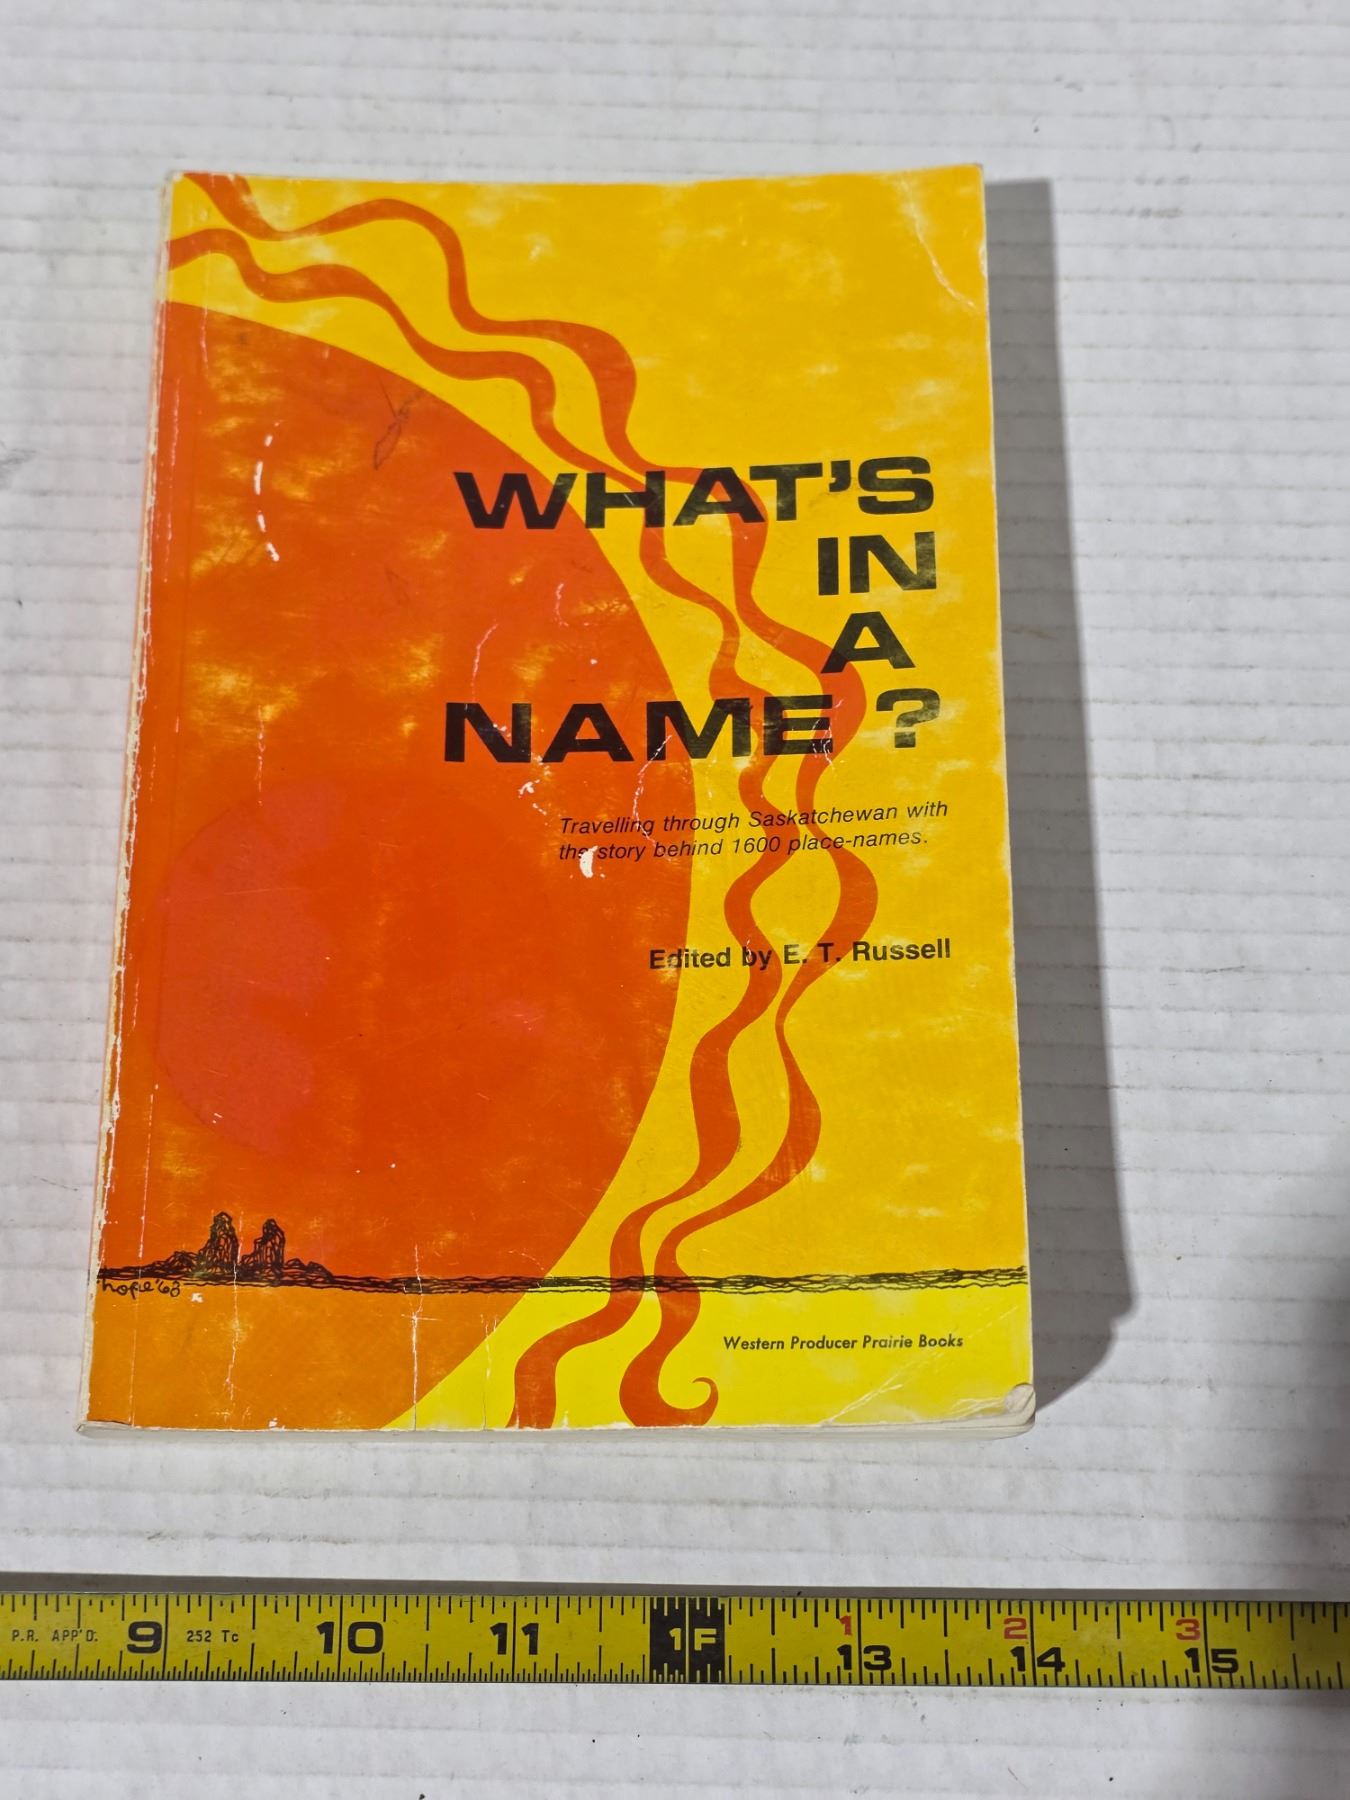 WHAT'S
IN
A
NAME?
Travelling through Saskatchewan with
the story behind 1600 place-names.
Edited by E. T. Russell
hope '68
Western Producer Prairie Books
P.R. APP'D. 9 252 Tc 10 11 1F 1 13 2 14 3 15